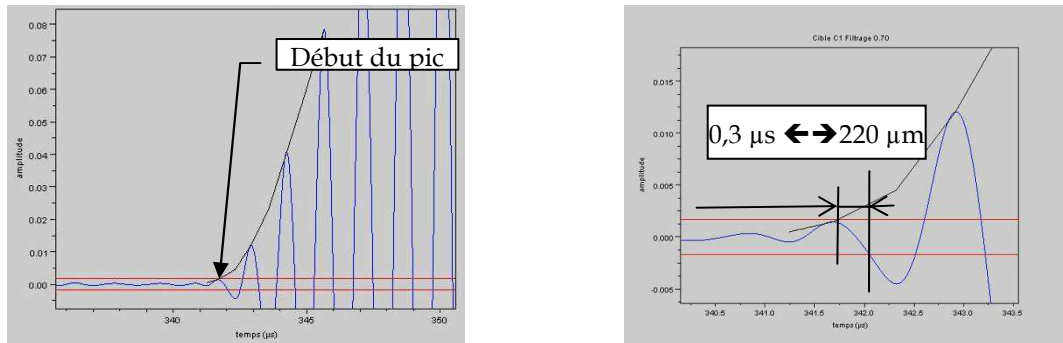 0.08
0.07
0.06
0.05
0.04
0.03
0.02
0.01
0.00
amplitude
Début du pic
340
345
350
temps (µs)
Cible C1 Filtrage 0.70
0.015
0.010
0.005
0.000
-0.005
amplitude
0,3 µs 🡸🡺 220 µm
340.5 341.0 341.5 342.0 342.5 343.0 343.5
temps (µs)